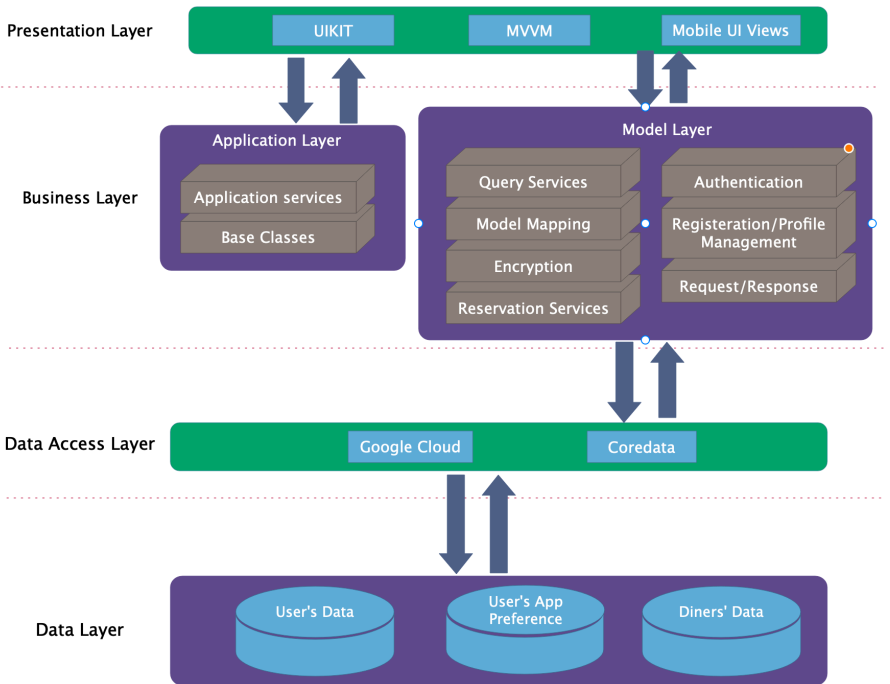 Presentation Layer
UIKIT
MVVM
Mobile UI Views
Business Layer
Application Layer
Application services
Base Classes
Model Layer
Query Services
Model Mapping
Encryption
Reservation Services
Authentication
Registeration/Profile
Management
Request/Response
Data Access Layer
Google Cloud
Coredata
Data Layer
User's Data
User's App
Preference
Diners' Data